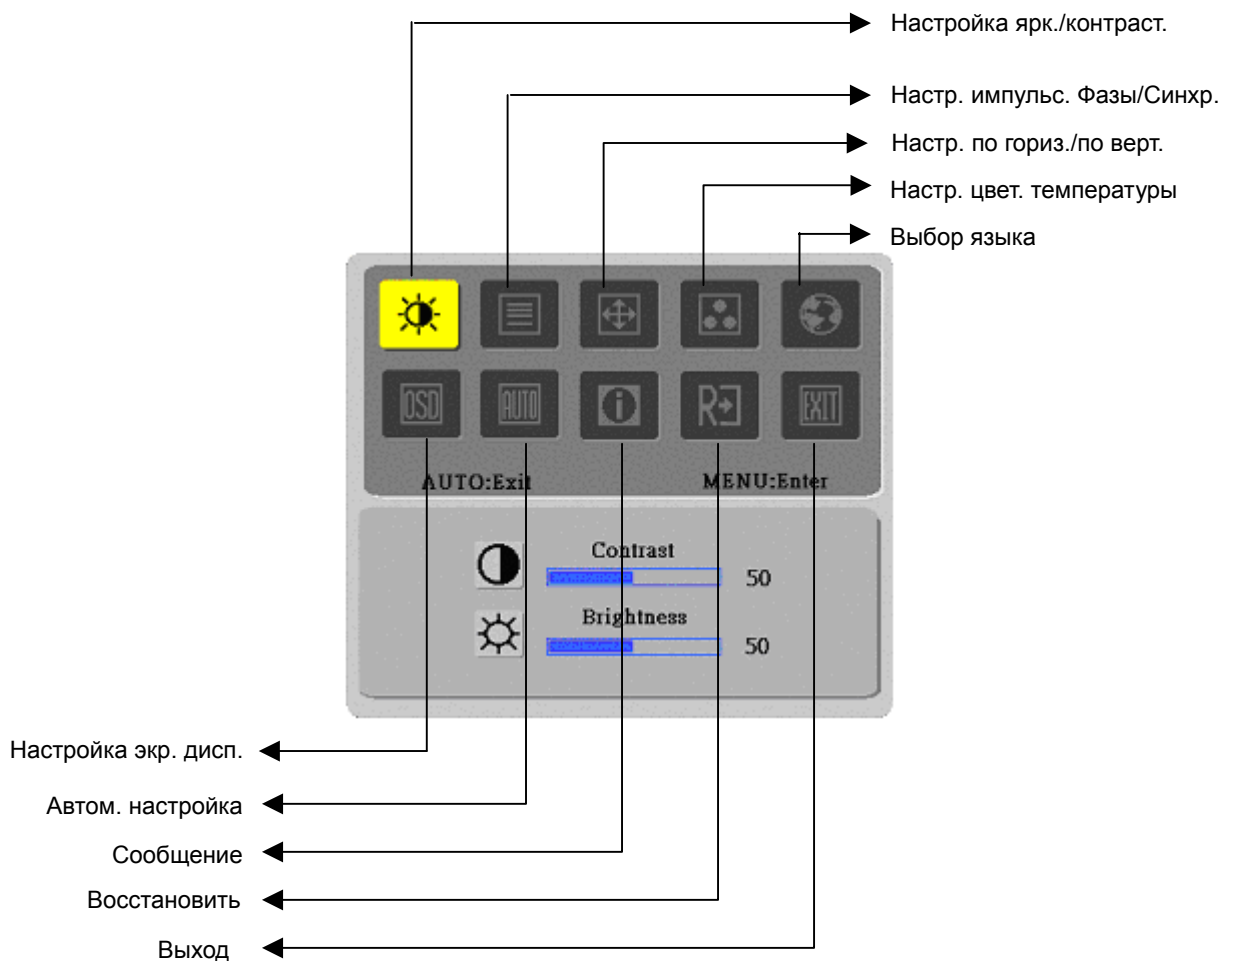 Настройка ярк./контраст.
Настр. импульс. Фазы/Синхр.
Настр. по гориз./по верт.
Настр. цвет. температуры
Выбор языка
OSD
AUTO
i
R
EXIT
AUTO:Exit
MENU:Enter
Contrast
50
Brightness
50
Настройка экр. дисп.
Автом. настройка
Сообщение
Восстановить
Выход